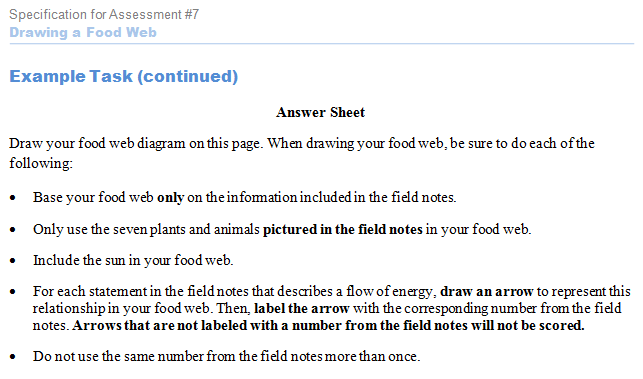 Specification for Assessment #7
Drawing a Food Web
Example Task (continued)
Answer Sheet
Draw your food web diagram on this page. When drawing your food web, be sure to do each of the
following:
• Base your food web only on the information included in the field notes.
• Only use the seven plants and animals pictured in the field notes in your food web.
• Include the sun in your food web.
• For each statement in the field notes that describes a flow of energy, draw an arrow to represent this
relationship in your food web. Then, label the arrow with the corresponding number from the field
notes. Arrows that are not labeled with a number from the field notes will not be scored.
• Do not use the same number from the field notes more than once.